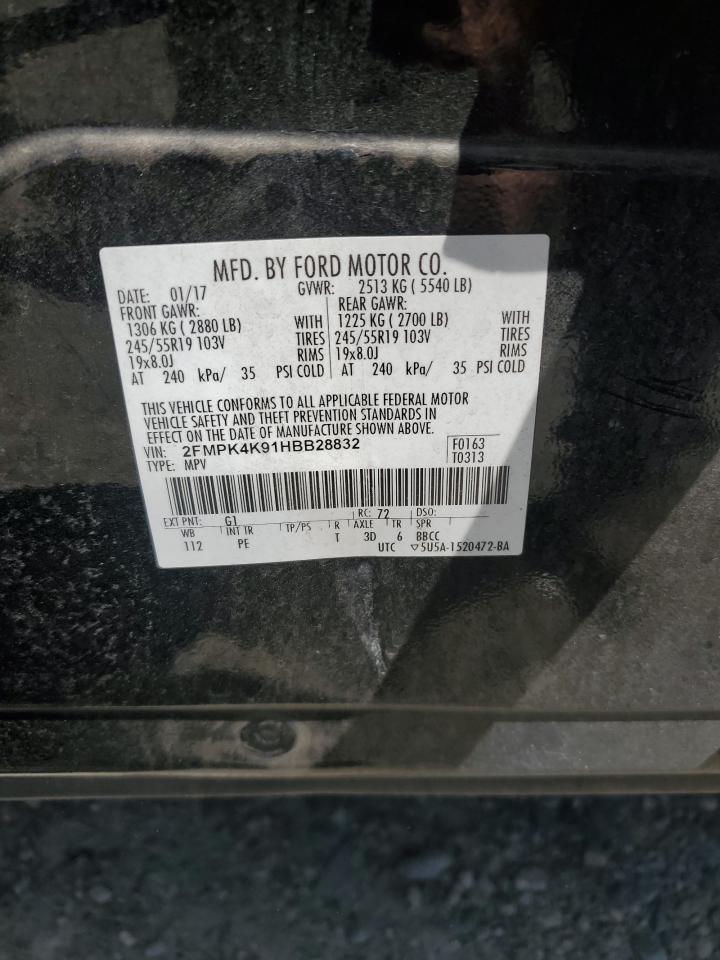 MFD. BY FORD MOTOR CO.
DATE: 01/17 GVWR: 2513 KG ( 5540 LB)
FRONT GAWR: REAR GAWR:
1306 KG ( 2880 LB) WITH 1225 KG ( 2700 LB) WITH
245/55R19 103V TIRES 245/55R19 103V TIRES
19x8.0J RIMS 19x8.0J RIMS
AT 240 kPa/ 35 PSI COLD AT 240 kPa/ 35 PSI COLD
THIS VEHICLE CONFORMS TO ALL APPLICABLE FEDERAL MOTOR
VEHICLE SAFETY AND THEFT PREVENTION STANDARDS IN
EFFECT ON THE DATE OF MANUFACTURE SHOWN ABOVE.
VIN: 2FMPK4K91HBB28832 F0163
TYPE: MPV T0313
EXT PNT: G1 RC: 72 DSO:
WB INT TR TP/PS R AXLE TR SPR
112 PE T 3D 6 BBCC
UTC ▽5U5A-1520472-BA